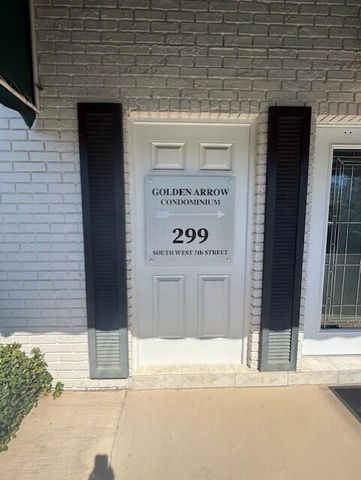 GOLDEN ARROW
CONDOMINIUM
299
SOUTH WEST 7th STREET